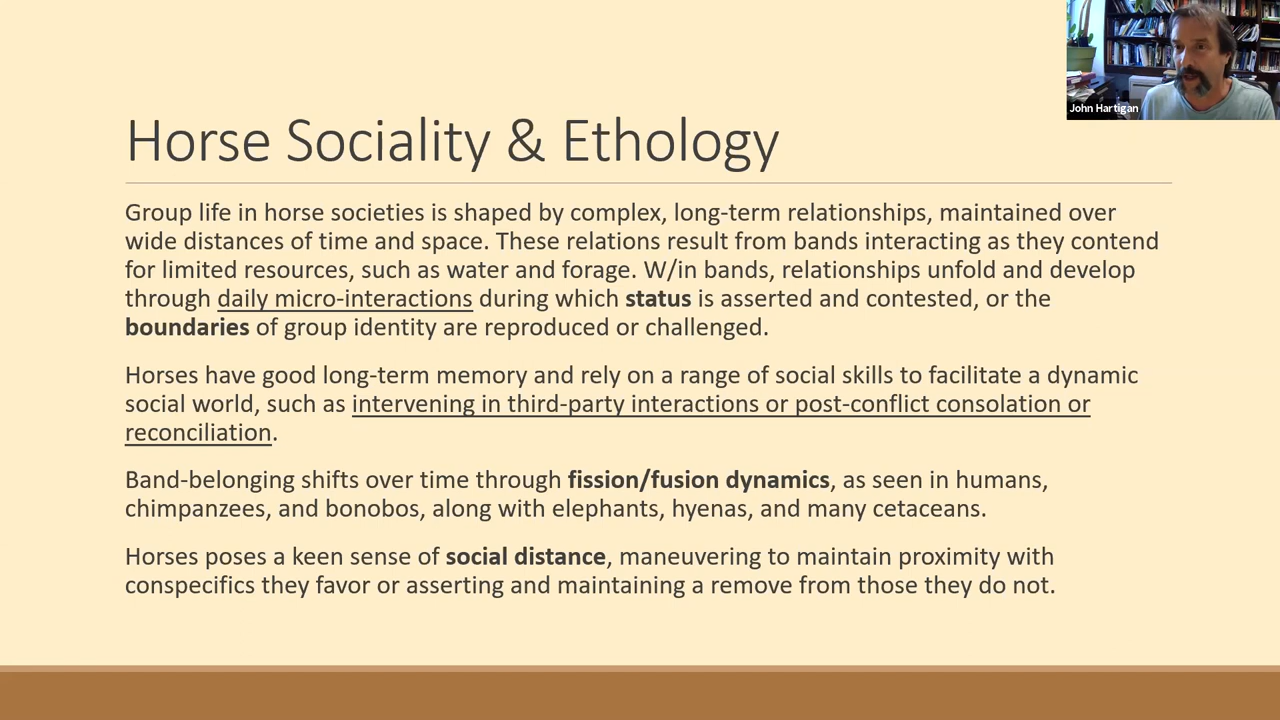 John Hartigan
Horse Sociality & Ethology
Group life in horse societies is shaped by complex, long-term relationships, maintained over
wide distances of time and space. These relations result from bands interacting as they contend
for limited resources, such as water and forage. W/in bands, relationships unfold and develop
through daily micro-interactions during which status is asserted and contested, or the
boundaries of group identity are reproduced or challenged.
Horses have good long-term memory and rely on a range of social skills to facilitate a dynamic
social world, such as intervening in third-party interactions or post-conflict consolation or
reconciliation.
Band-belonging shifts over time through fission/fusion dynamics, as seen in humans,
chimpanzees, and bonobos, along with elephants, hyenas, and many cetaceans.
Horses poses a keen sense of social distance, maneuvering to maintain proximity with
conspecifics they favor or asserting and maintaining a remove from those they do not.